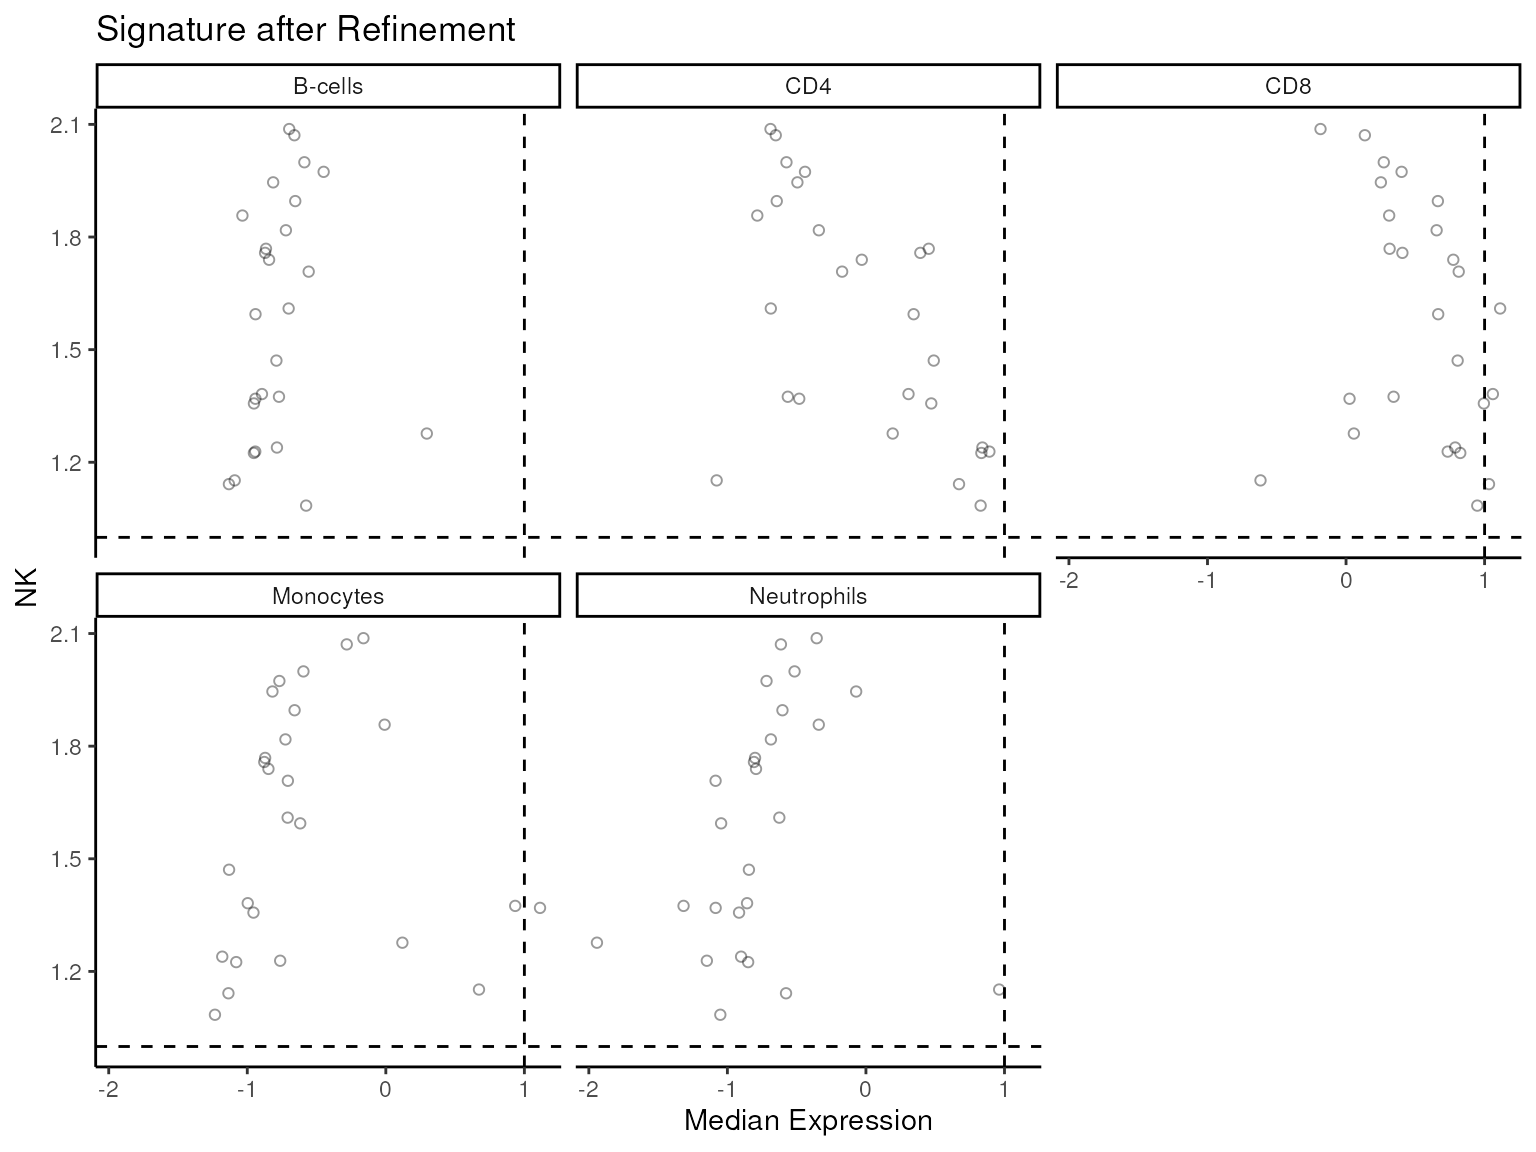 Signature after Refinement
B-cells
CD4
CD8
2.1
1.8
1.5
1.2
-2
-1
0
1
NK
Monocytes
Neutrophils
2.1
1.8
1.5
1.2
-2
-1
0
1
-2
-1
0
1
Median Expression